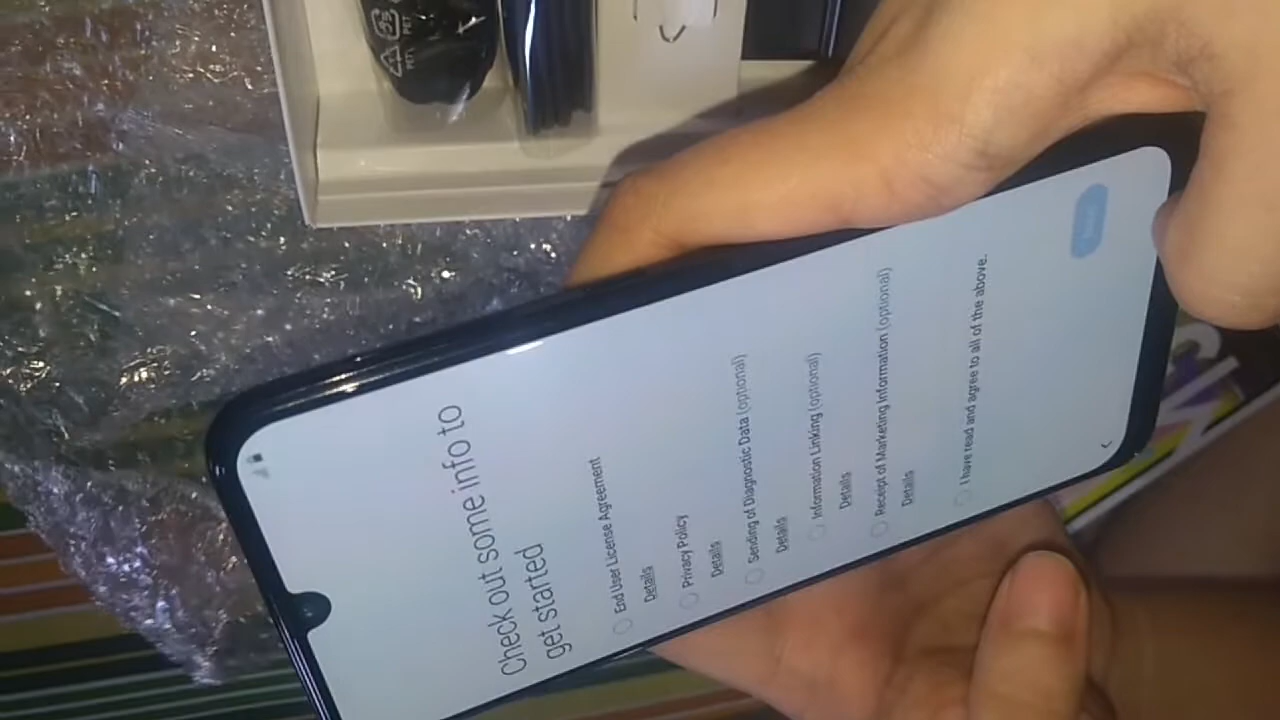 Check out some info to
get started
End User License Agreement
Details
Privacy Policy
Details
Sending of Diagnostic Data (optional)
Details
Information Linking (optional)
Details
Receipt of Marketing Information (optional)
Details
I have read and agree to all of the above.